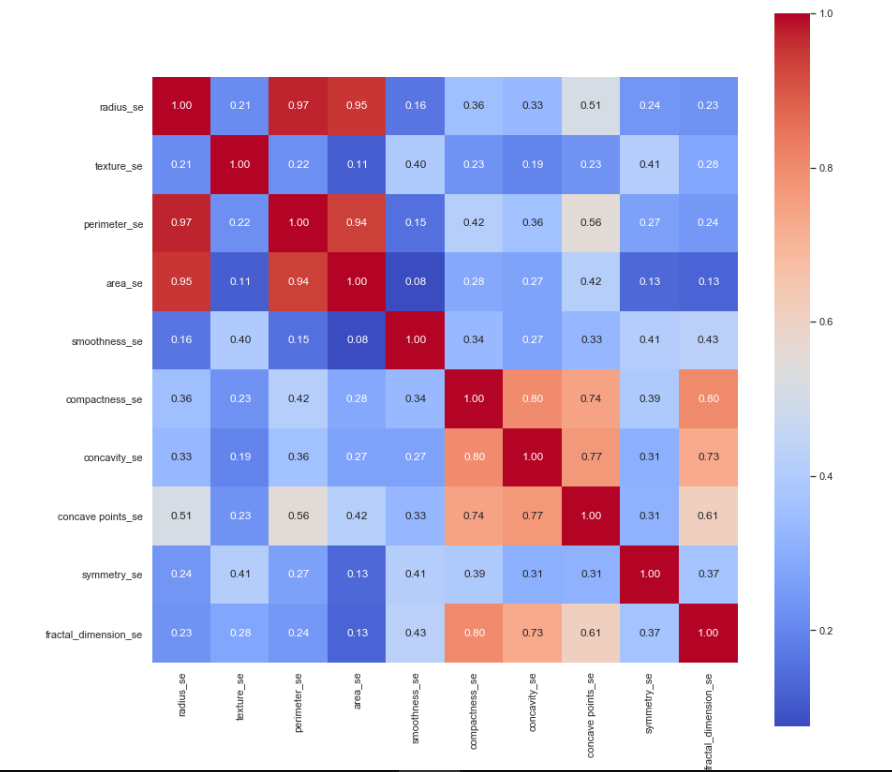 1.0
radius_se 1.00 0.21 0.97 0.95 0.16 0.36 0.33 0.51 0.24 0.23
texture_se 0.21 1.00 0.22 0.11 0.40 0.23 0.19 0.23 0.41 0.28
0.8
perimeter_se 0.97 0.22 1.00 0.94 0.15 0.42 0.36 0.56 0.27 0.24
area_se 0.95 0.11 0.94 1.00 0.08 0.28 0.27 0.42 0.13 0.13
0.6
smoothness_se 0.16 0.40 0.15 0.08 1.00 0.34 0.27 0.33 0.41 0.43
compactness_se 0.36 0.23 0.42 0.28 0.34 1.00 0.80 0.74 0.39 0.80
concavity_se 0.33 0.19 0.36 0.27 0.27 0.80 1.00 0.77 0.31 0.73
0.4
concave points_se 0.51 0.23 0.56 0.42 0.33 0.74 0.77 1.00 0.31 0.61
symmetry_se 0.24 0.41 0.27 0.13 0.41 0.39 0.31 0.31 1.00 0.37
fractal_dimension_se 0.23 0.28 0.24 0.13 0.43 0.80 0.73 0.61 0.37 1.00
0.2
radius_se
texture_se
perimeter_se
area_se
smoothness_se
compactness_se
concavity_se
concave points_se
symmetry_se
fractal_dimension_se